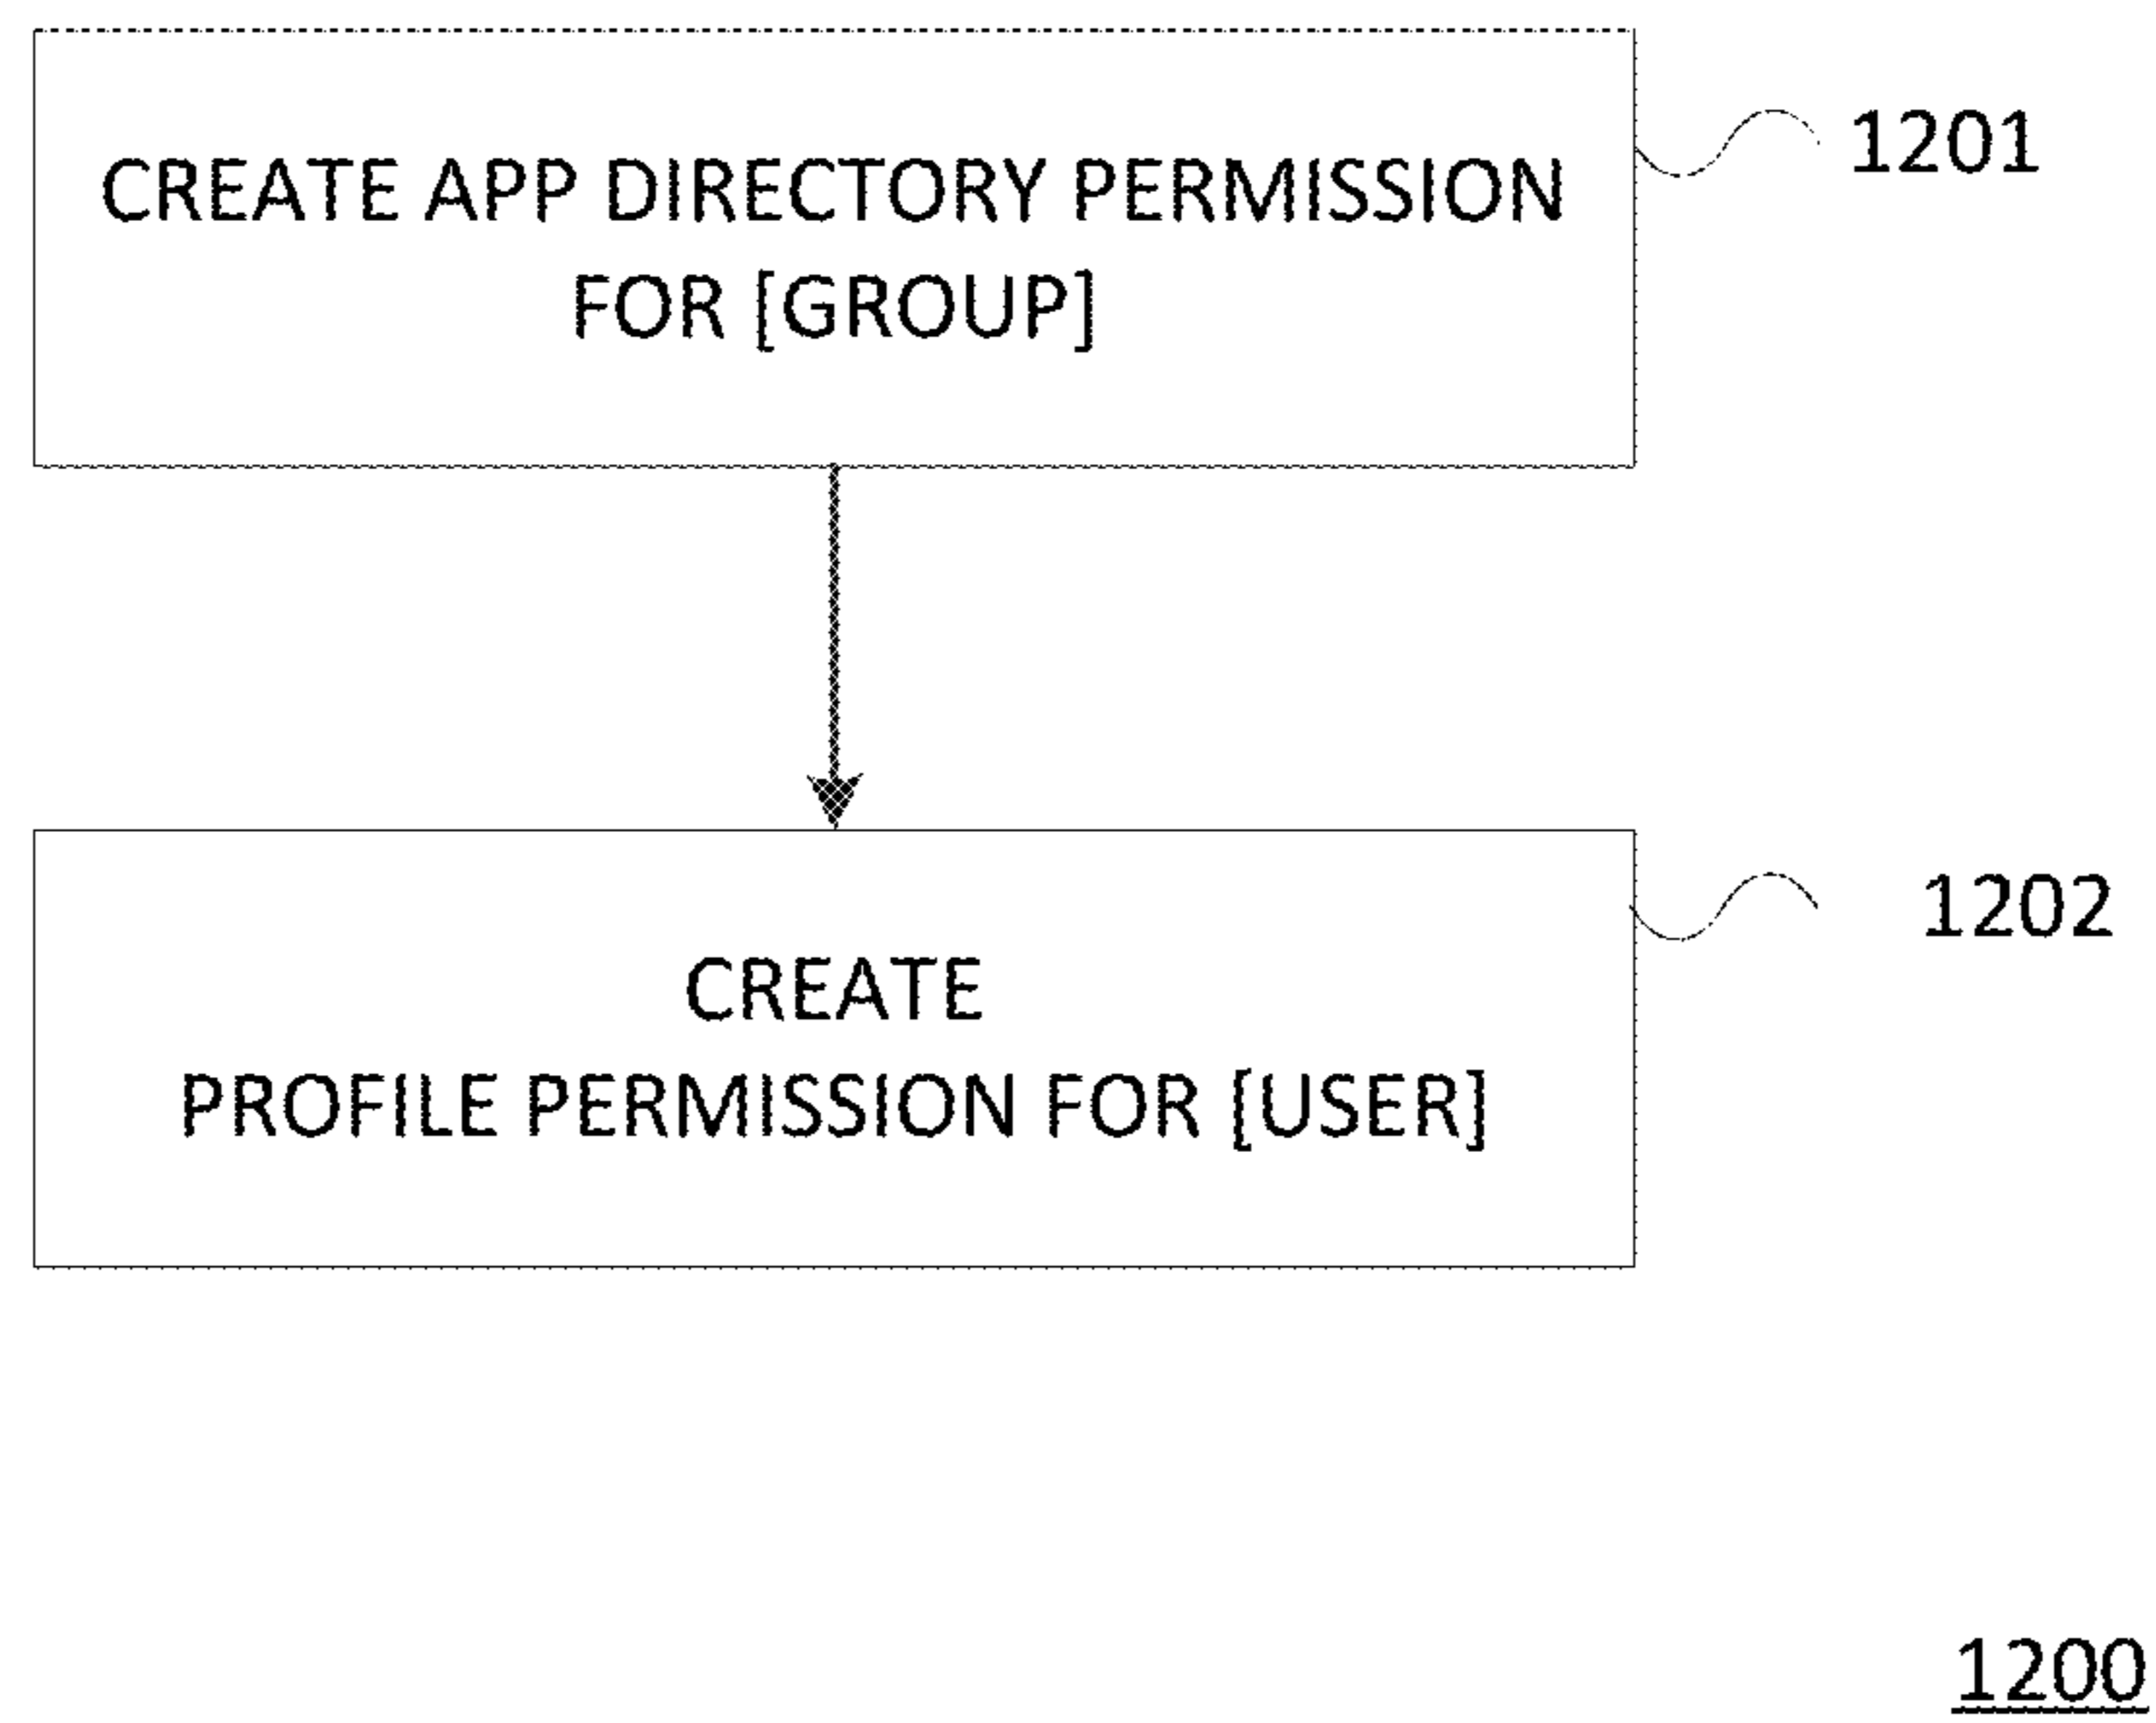 CREATE APP DIRECTORY PERMISSION
FOR [GROUP]
1201
CREATE
PROFILE PERMISSION FOR [USER]
1202
1200